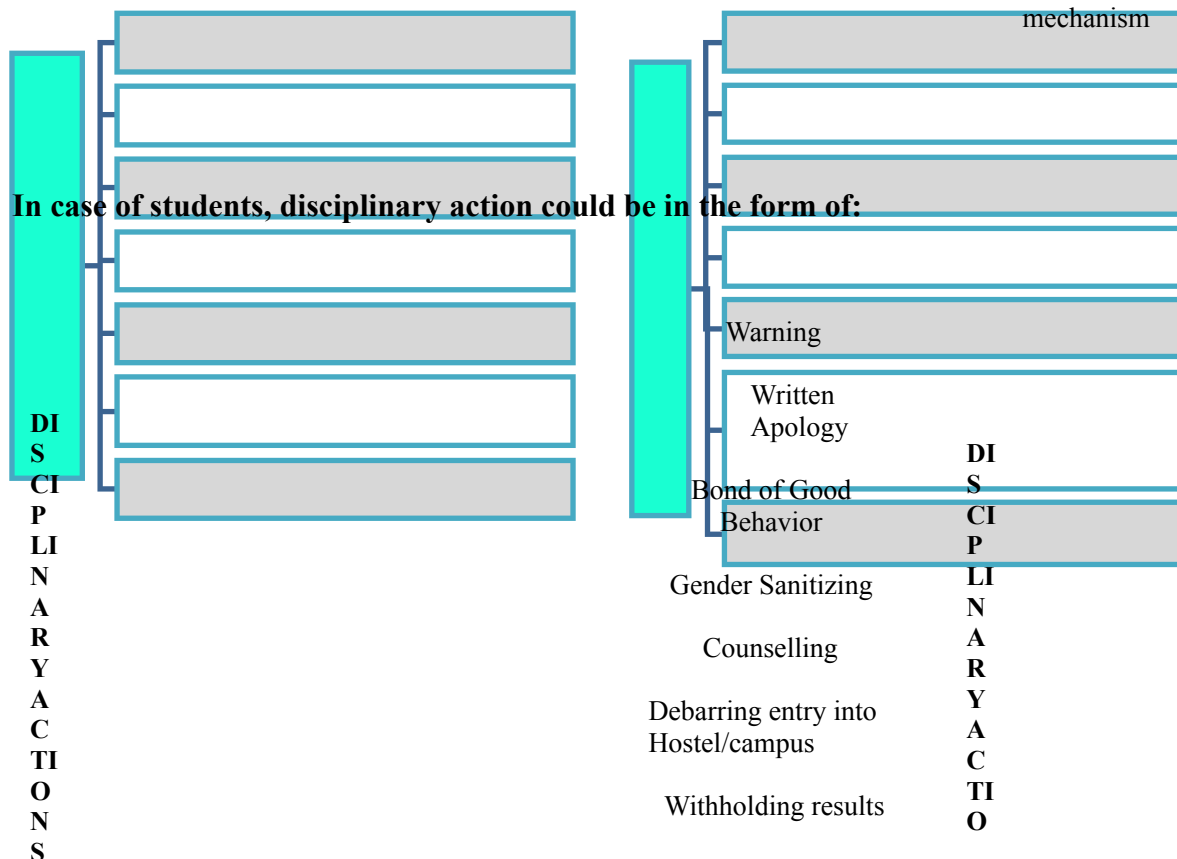 mechanism
In case of students, disciplinary action could be in the form of:
Warning
Written
Apology
Bond of Good
Behavior
Gender Sanitizing
Counselling
Debarring entry into
Hostel/campus
Withholding results
DI
S
CI
P
LI
N
A
R
Y
A
C
TI
O
N
S
DI
S
CI
P
LI
N
A
R
Y
A
C
TI
O